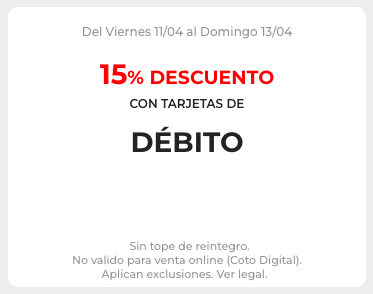 Del Viernes 11/04 al Domingo 13/04
15% DESCUENTO
CON TARJETAS DE
DÉBITO
Sin tope de reintegro.
No valido para venta online (Coto Digital).
Aplican exclusiones. Ver legal.